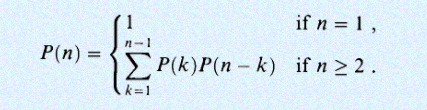 P(n) = { 1 if n = 1 ,
∑_{k=1}^{n-1} P(k)P(n − k) if n ≥ 2 .